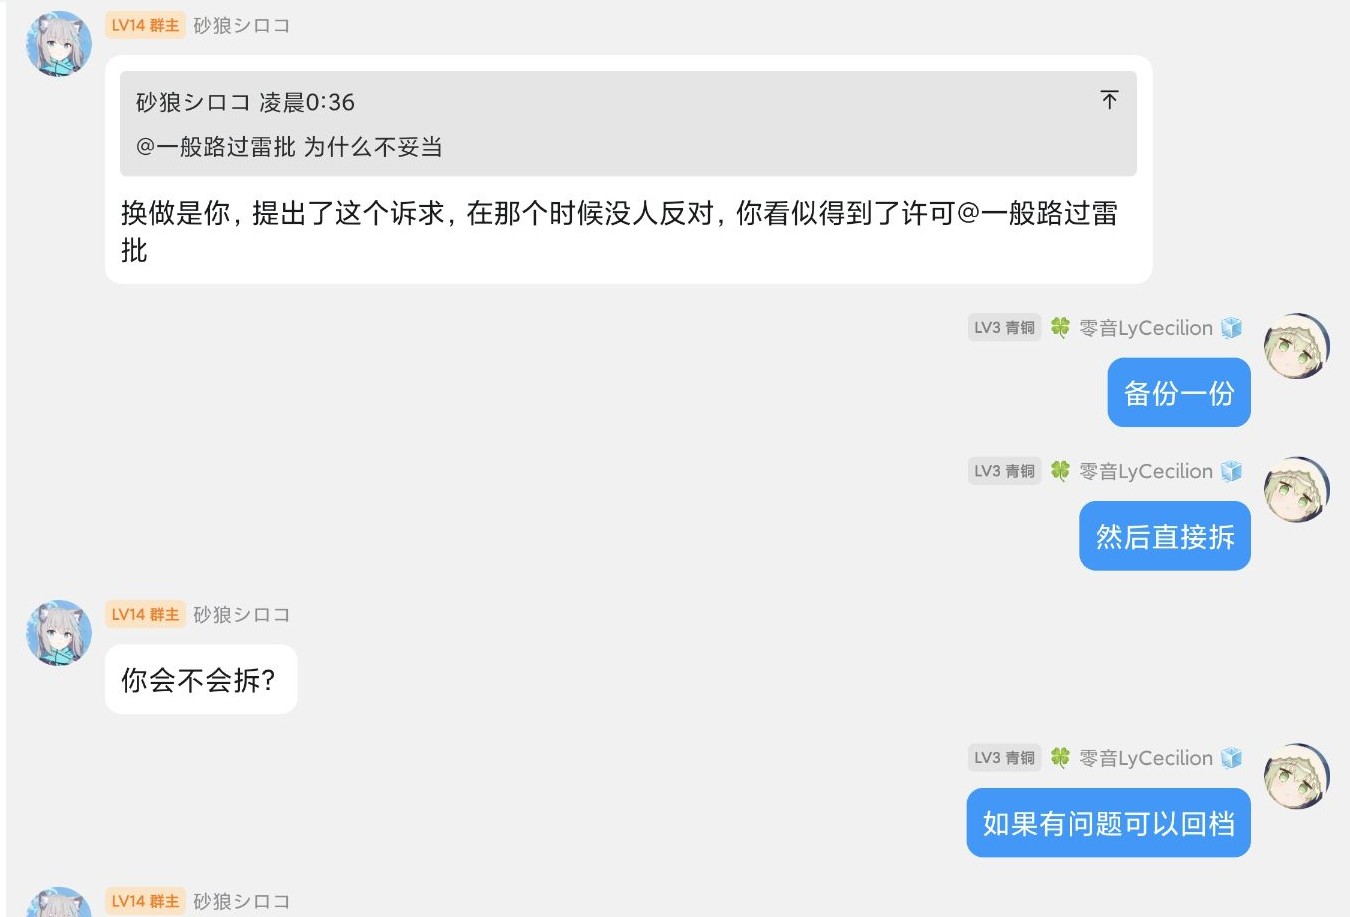 LV14 群主 砂狼シロコ
砂狼シロコ 凌晨0:36
@一般路过雷批 为什么不妥当
换做是你, 提出了这个诉求, 在那个时候没人反对, 你看似得到了许可@一般路过雷
批
LV3 青铜 🍀 零音LyCecilion 🧊
备份一份
LV3 青铜 🍀 零音LyCecilion 🧊
然后直接拆
LV14 群主 砂狼シロコ
你会不会拆?
LV3 青铜 🍀 零音LyCecilion 🧊
如果有问题可以回档
LV14 群主 砂狼シロコ